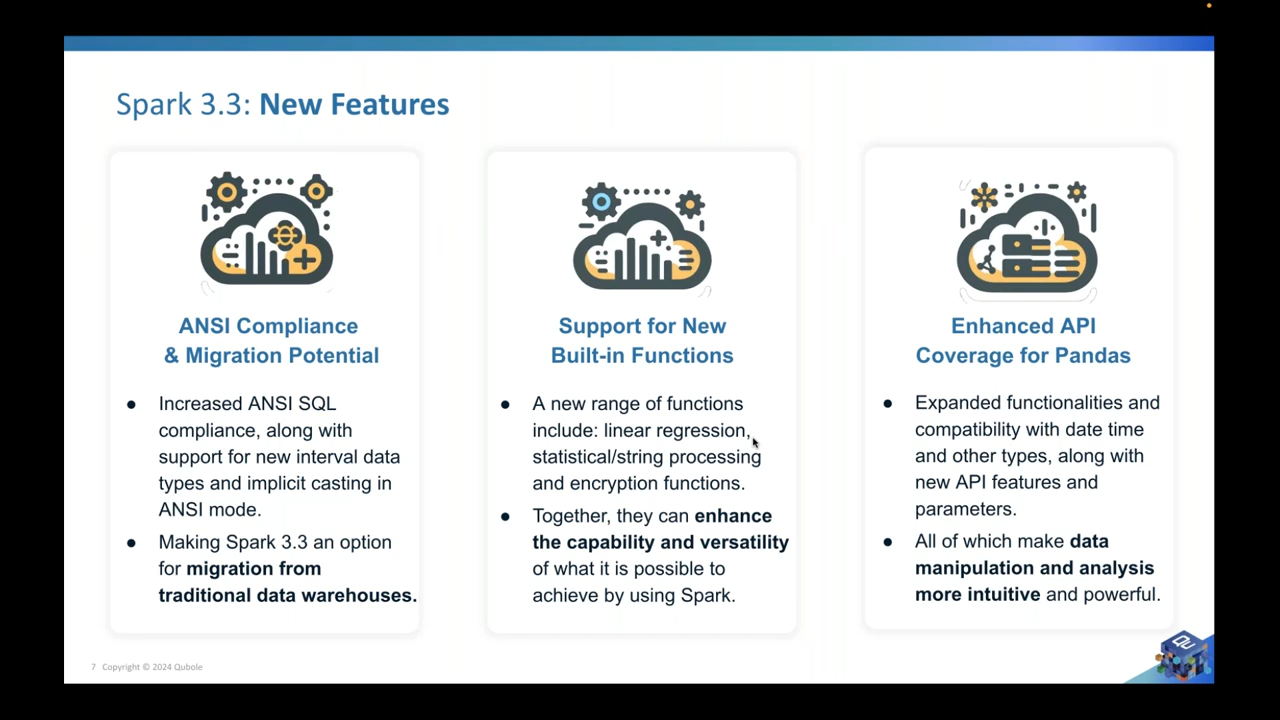 Spark 3.3: New Features
ANSI Compliance
& Migration Potential
● Increased ANSI SQL
compliance, along with
support for new interval data
types and implicit casting in
ANSI mode.
● Making Spark 3.3 an option
for migration from
traditional data warehouses.
Support for New
Built-in Functions
● A new range of functions
include: linear regression,
statistical/string processing
and encryption functions.
● Together, they can enhance
the capability and versatility
of what it is possible to
achieve by using Spark.
Enhanced API
Coverage for Pandas
● Expanded functionalities and
compatibility with date time
and other types, along with
new API features and
parameters.
● All of which make data
manipulation and analysis
more intuitive and powerful.
7 Copyright © 2024 Qubole
Qu